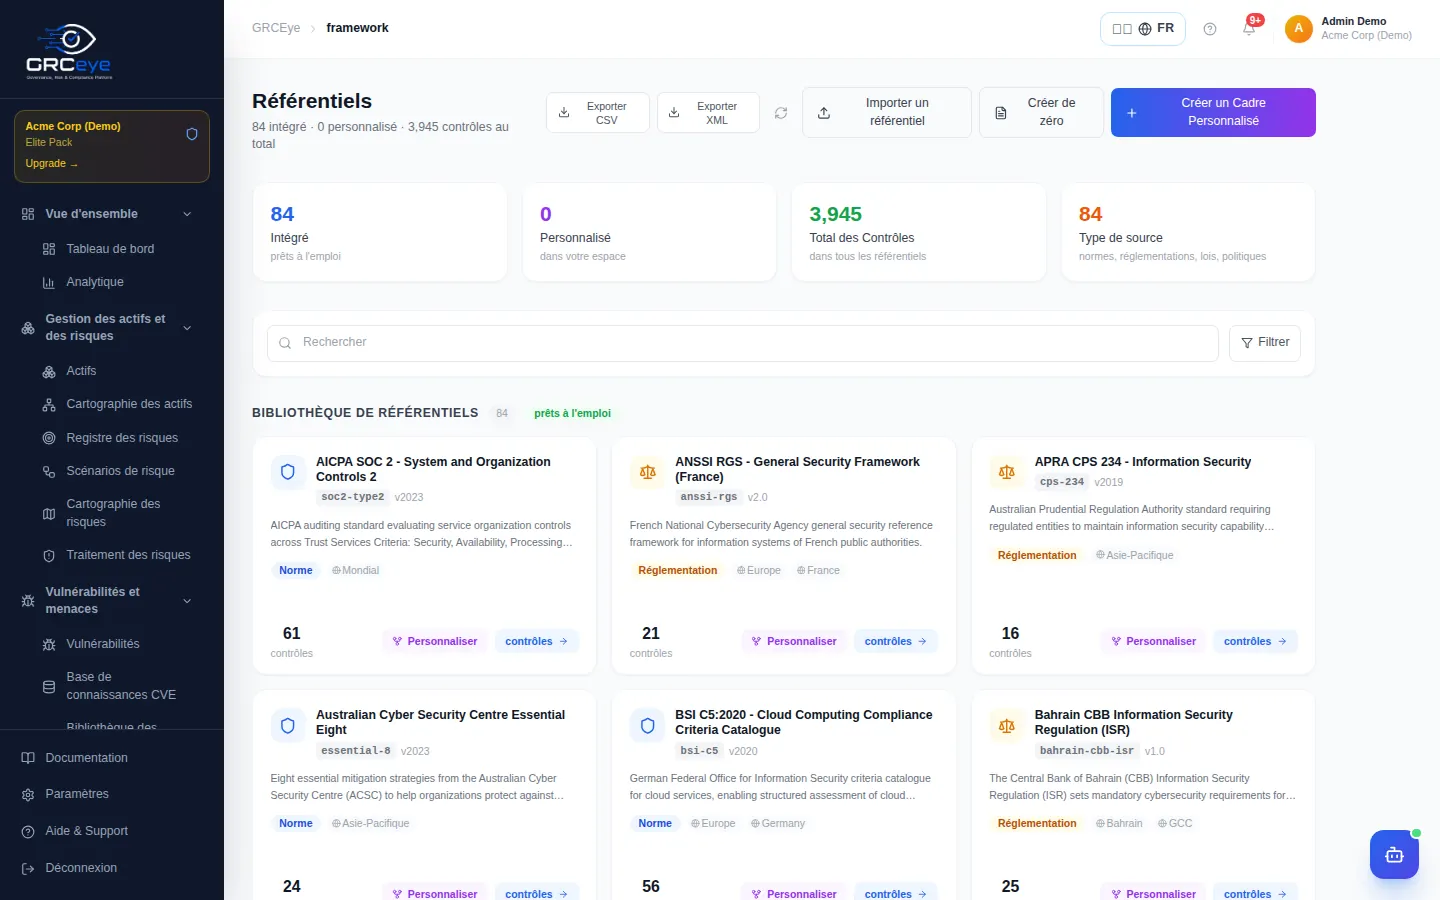 GRCeye
Governance, Risk & Compliance Platform
Acme Corp (Demo)
Elite Pack
Upgrade →
Vue d'ensemble
Tableau de bord
Analytique
Gestion des actifs et
des risques
Actifs
Cartographie des actifs
Registre des risques
Scénarios de risque
Cartographie des
risques
Traitement des risques
Vulnérabilités et
menaces
Vulnérabilités
Base de
connaissances CVE
Bibliothèque des
Documentation
Paramètres
Aide & Support
Déconnexion
GRCEye
framework
FR
9+
A
Admin Demo
Acme Corp (Demo)
Référentiels
84 intégré · 0 personnalisé · 3,945 contrôles au
total
Exporter
CSV
Exporter
XML
Importer un
référentiel
Créer de
zéro
Créer un Cadre
Personnalisé
84
Intégré
prêts à l'emploi
0
Personnalisé
dans votre espace
3,945
Total des Contrôles
dans tous les référentiels
84
Type de source
normes, réglementations, lois, politiques
Rechercher
Filtrer
BIBLIOTHÈQUE DE RÉFÉRENTIELS 84 prêts à l'emploi
AICPA SOC 2 - System and Organization
Controls 2
soc2-type2 v2023
AICPA auditing standard evaluating service organization controls
across Trust Services Criteria: Security, Availability, Processing…
Norme Mondial
61
contrôles
Personnaliser contrôles →
ANSSI RGS - General Security Framework
(France)
anssi-rgs v2.0
French National Cybersecurity Agency general security reference
framework for information systems of French public authorities.
Réglementation Europe France
21
contrôles
Personnaliser contrôles →
APRA CPS 234 - Information Security
cps-234 v2019
Australian Prudential Regulation Authority standard requiring
regulated entities to maintain information security capability…
Réglementation Asie-Pacifique
16
contrôles
Personnaliser contrôles →
Australian Cyber Security Centre Essential
Eight
essential-8 v2023
Eight essential mitigation strategies from the Australian Cyber
Security Centre (ACSC) to help organizations protect against…
Norme Asie-Pacifique
24
Personnaliser contrôles →
BSI C5:2020 - Cloud Computing Compliance
Criteria Catalogue
bsi-c5 v2020
German Federal Office for Information Security criteria catalogue
for cloud services, enabling structured assessment of cloud…
Norme Europe Germany
56
Personnaliser contrôles →
Bahrain CBB Information Security
Regulation (ISR)
bahrain-cbb-isr v1.0
The Central Bank of Bahrain (CBB) Information Security
Regulation (ISR) sets mandatory cybersecurity requirements for…
Réglementation Bahrain GCC
25
Personnaliser contrôles →